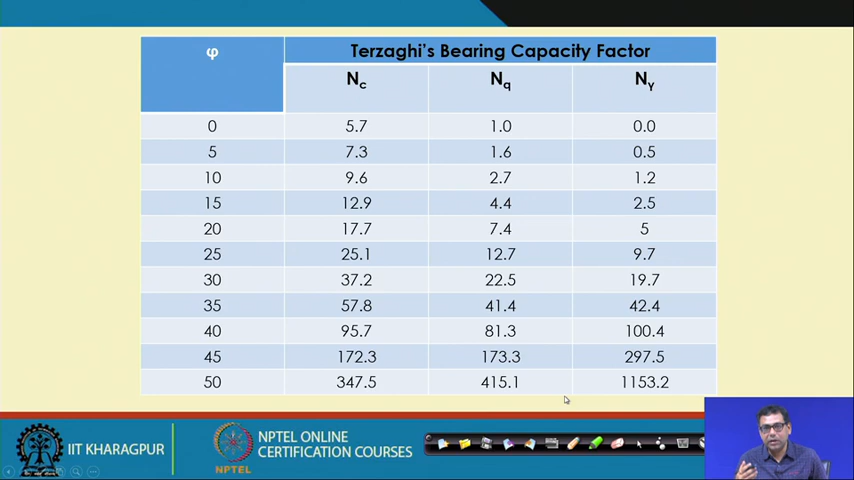 φ Terzaghi's Bearing Capacity Factor
Nc Nq Nγ
0 5.7 1.0 0.0
5 7.3 1.6 0.5
10 9.6 2.7 1.2
15 12.9 4.4 2.5
20 17.7 7.4 5
25 25.1 12.7 9.7
30 37.2 22.5 19.7
35 57.8 41.4 42.4
40 95.7 81.3 100.4
45 172.3 173.3 297.5
50 347.5 415.1 1153.2
IIT KHARAGPUR
NPTEL
NPTEL ONLINE
CERTIFICATION COURSES